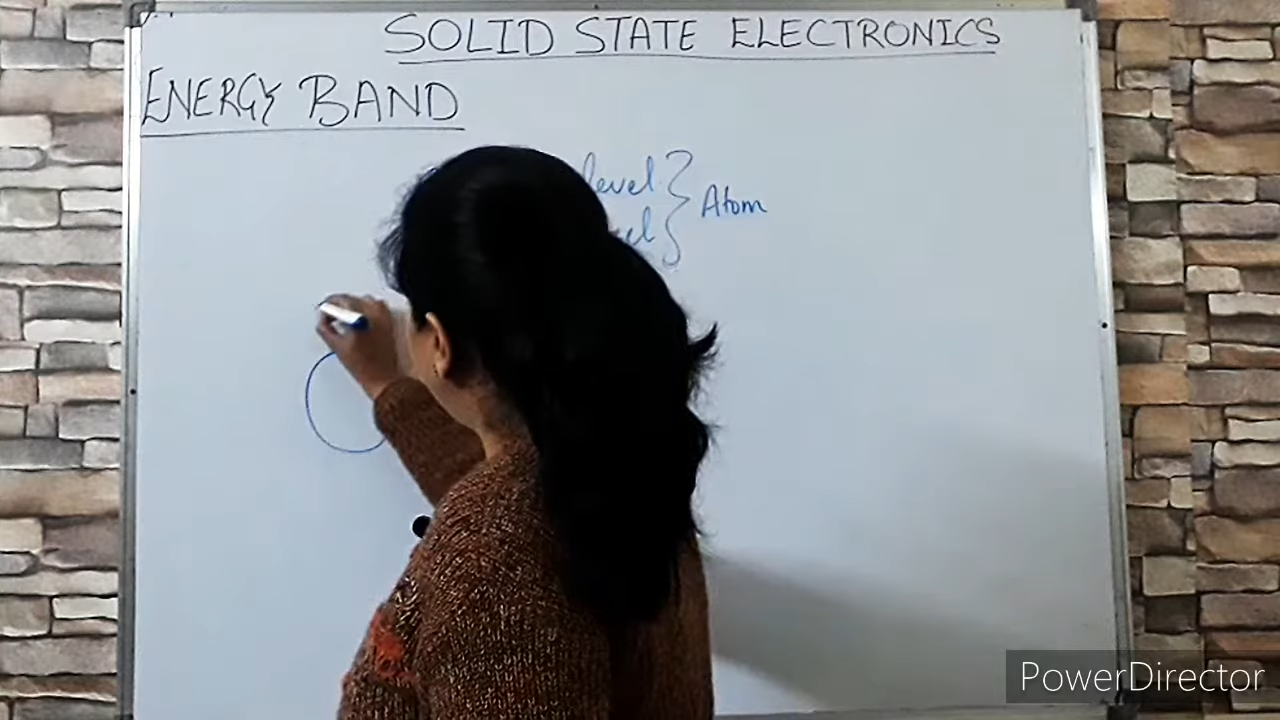 SOLID STATE ELECTRONICS
ENERGY BAND
level
Atom
PowerDirector